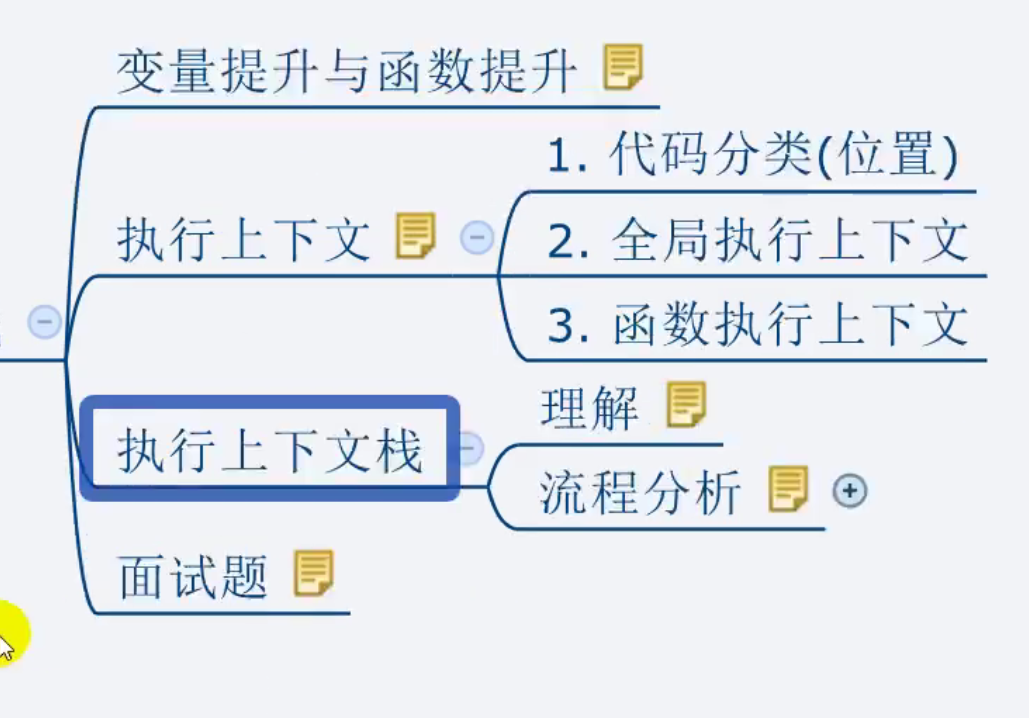 变量提升与函数提升
1. 代码分类(位置)
执行上下文
2. 全局执行上下文
3. 函数执行上下文
理解
执行上下文栈
流程分析
面试题